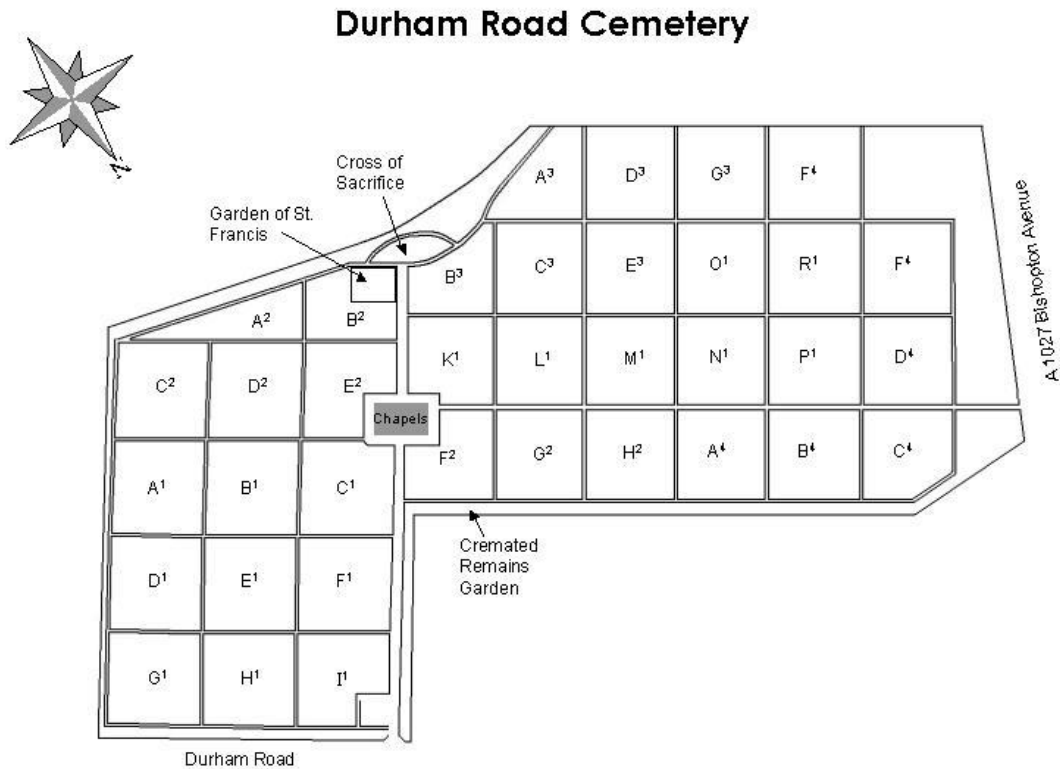 Durham Road Cemetery
N
Cross of
Sacrifice
Garden of St.
Francis
A³ D³ G³ F⁴
B³ C³ E³ O¹ R¹ F⁴
A² B²
K¹ L¹ M¹ N¹ P¹ D⁴
C² D² E²
Chapels
F² G² H² A⁴ B⁴ C⁴
A¹ B¹ C¹
Cremated
Remains
Garden
D¹ E¹ F¹
G¹ H¹ I¹
Durham Road
A 1027 Bishopton Avenue